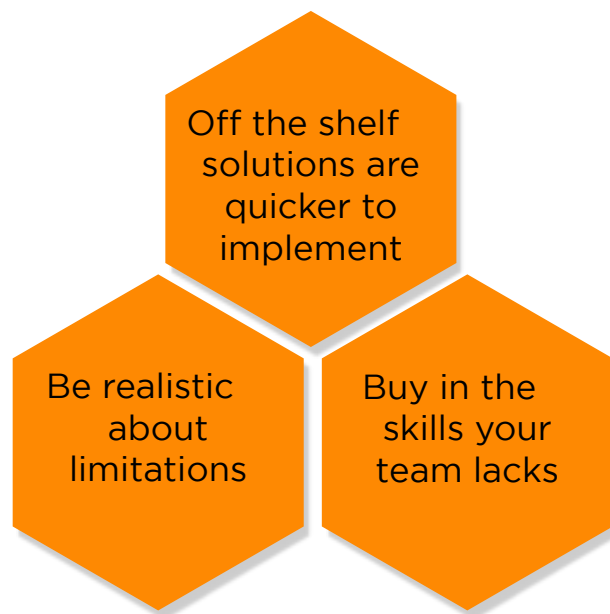 Off the shelf
solutions are
quicker to
implement
Be realistic
about
limitations
Buy in the
skills your
team lacks